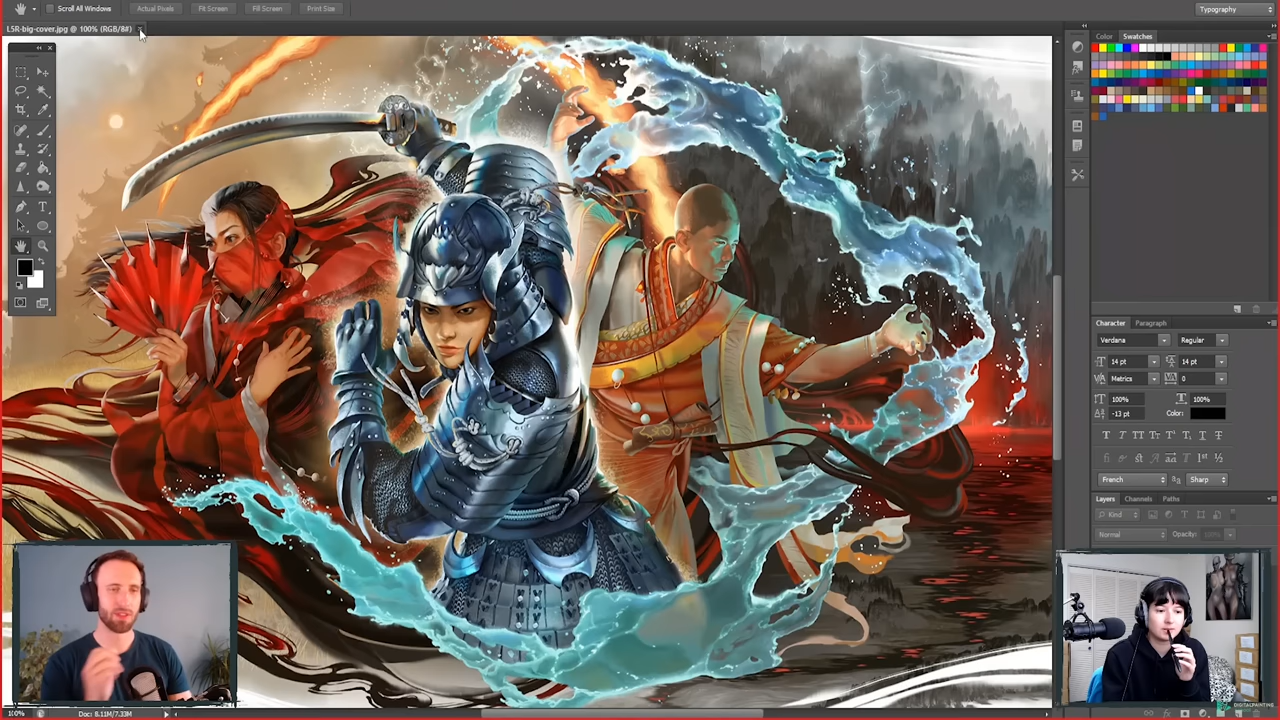 Scroll All Windows
Actual Pixels
Fit Screen
Fill Screen
Print Size
Typography
L5R-big-cover.jpg @ 100% (RGB/8#)
Color
Swatches
Character
Paragraph
Verdana
Regular
14 pt
14 pt
Metrics
0
100%
100%
-13 pt
Color:
French
Sharp
Layers
Channels
Paths
Kind
Normal
Opacity:
100%
Doc: 8.11M/7.33M
DIGITALPAINTING